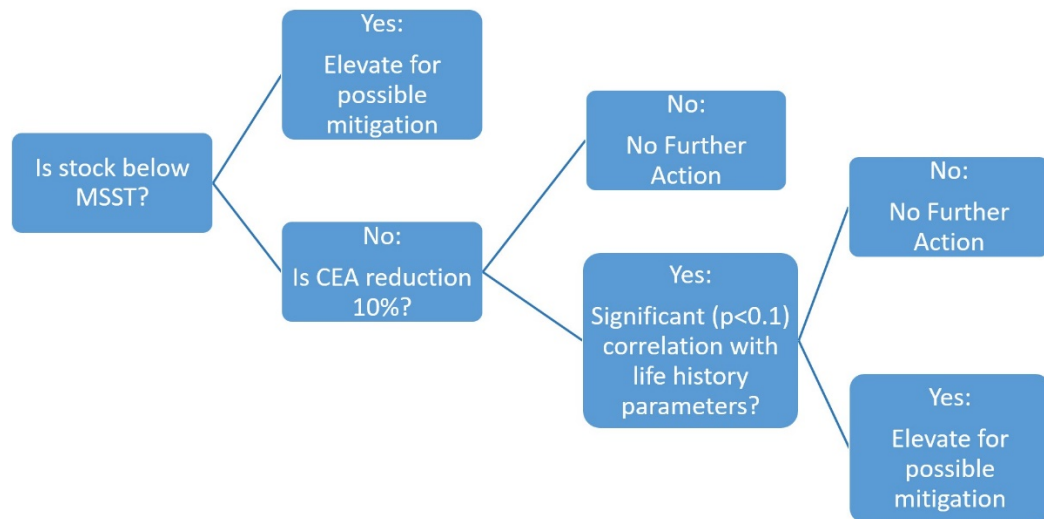 Is stock below
MSST?
Yes:
Elevate for
possible
mitigation
No:
Is CEA reduction
10%?
No:
No Further
Action
Yes:
Significant (p<0.1)
correlation with
life history
parameters?
No:
No Further
Action
Yes:
Elevate for
possible
mitigation